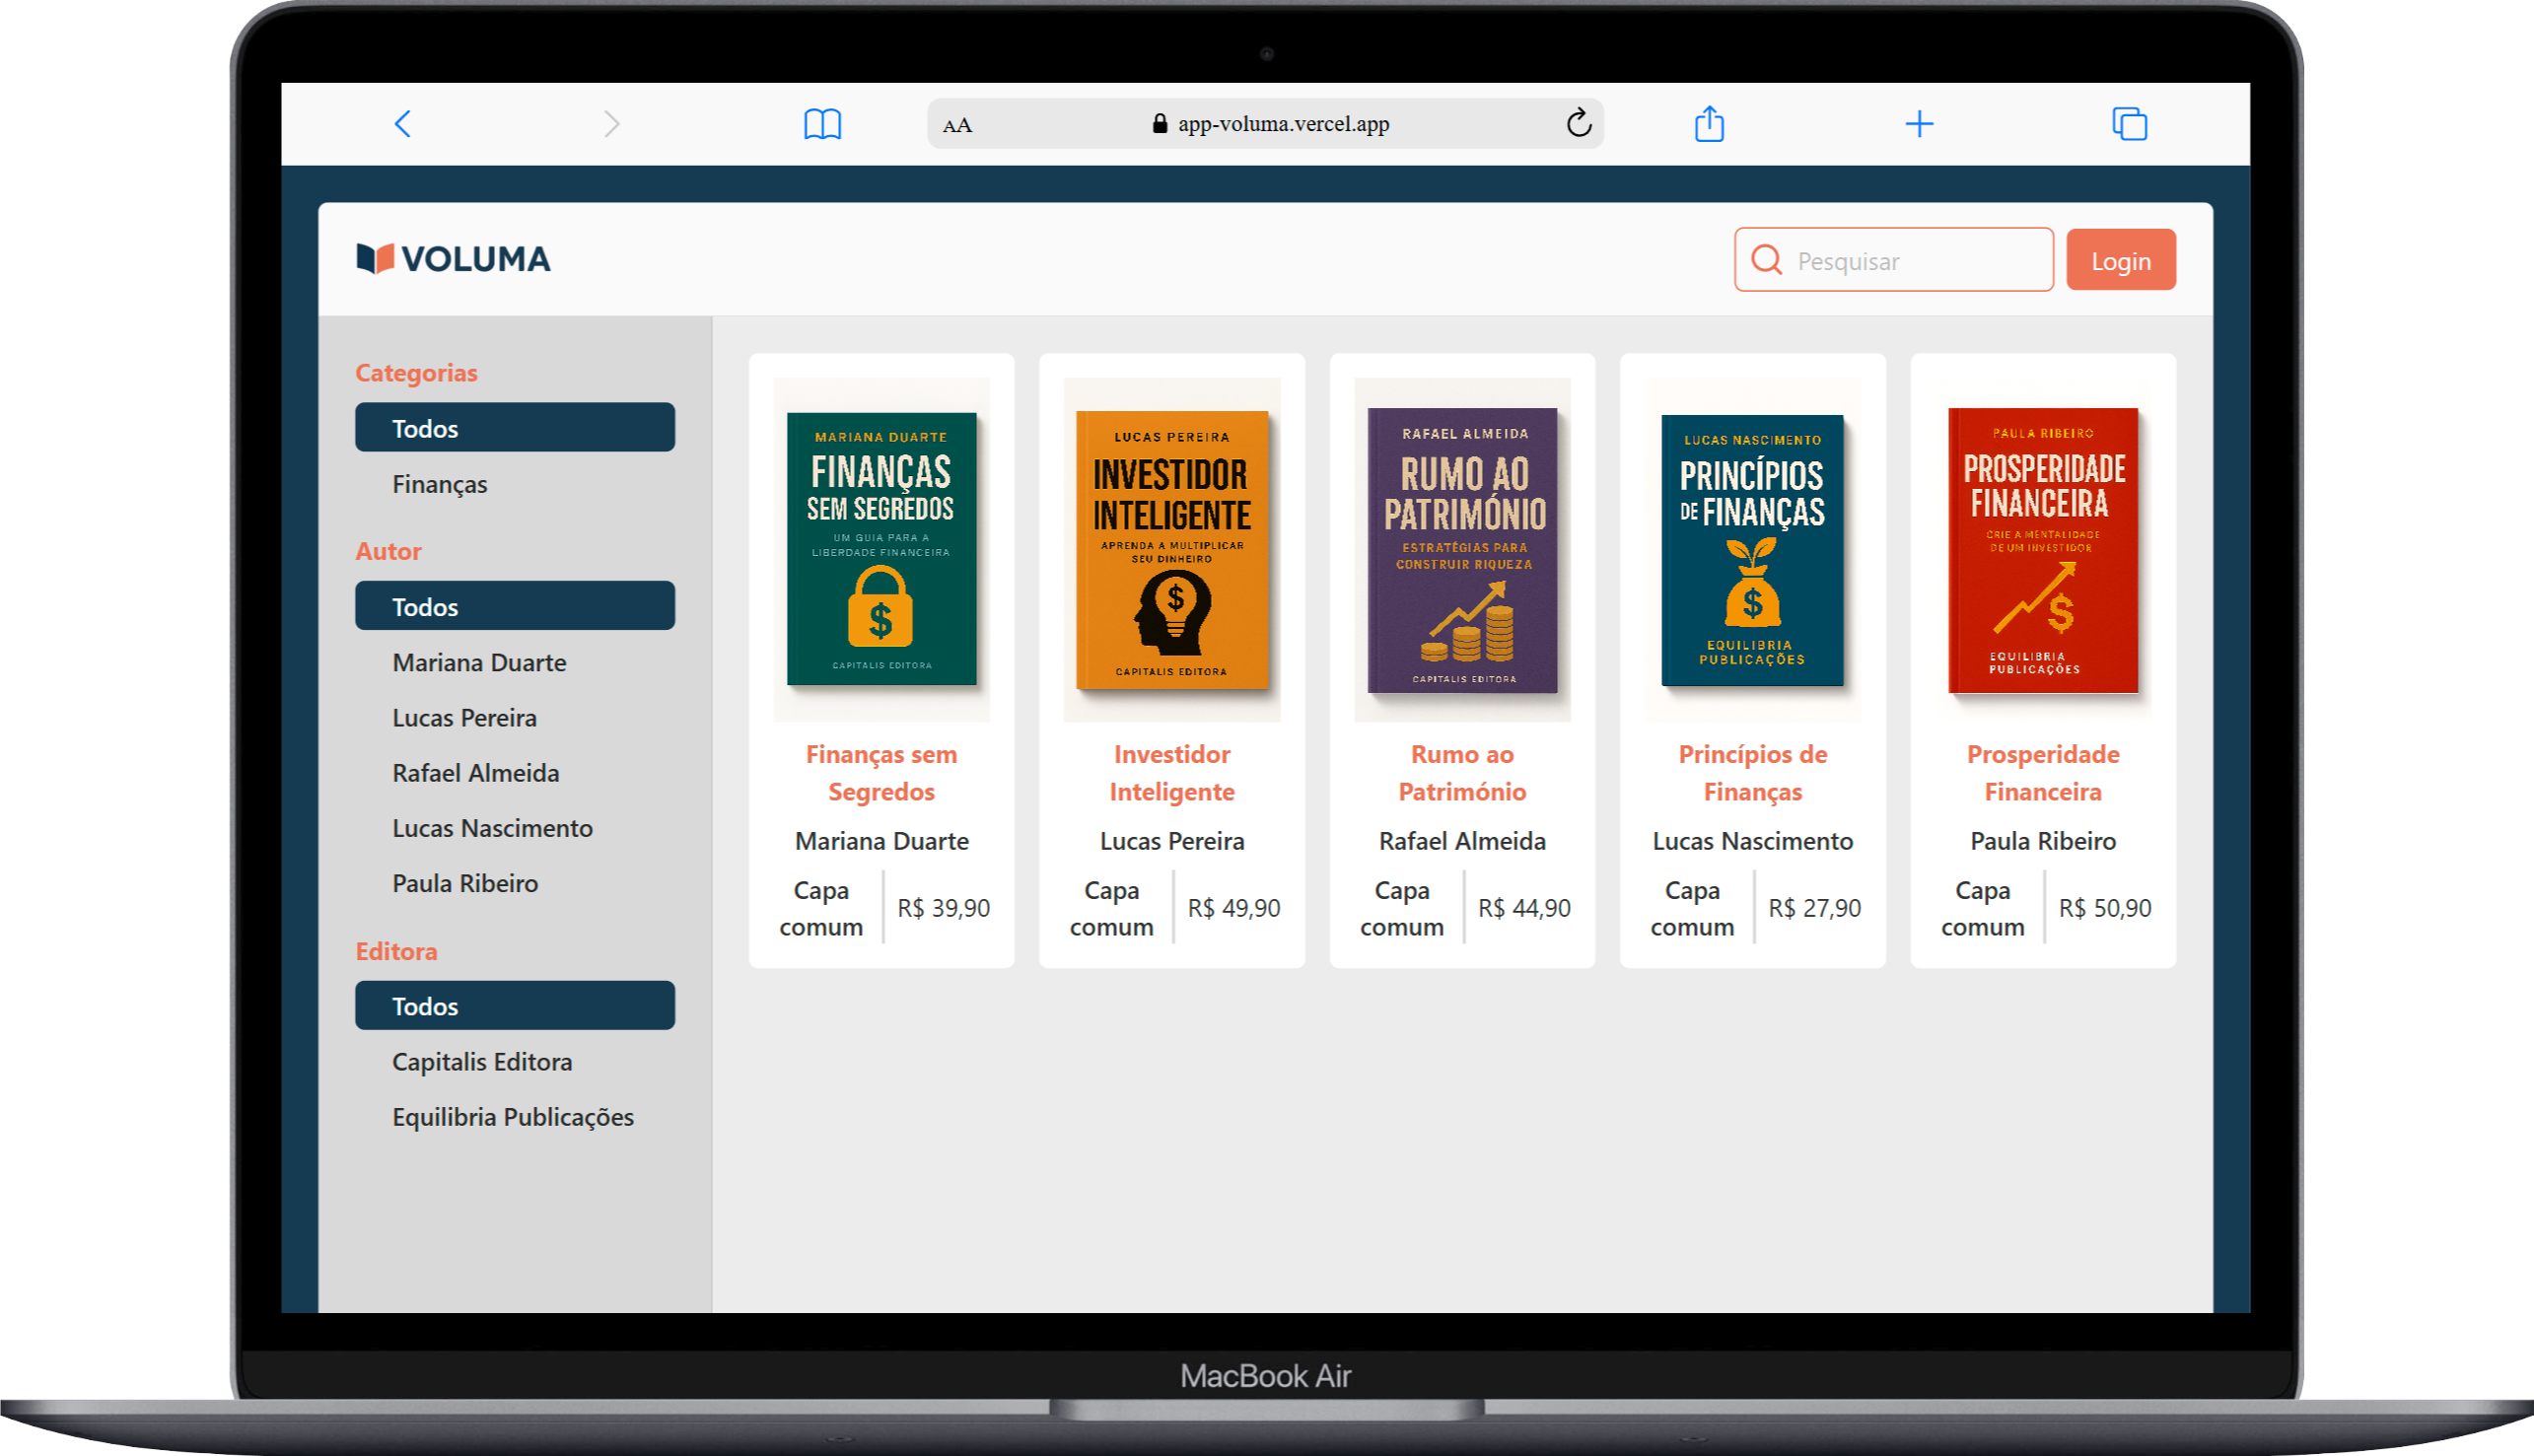 AA app-voluma.vercel.app
VOLUMA
Pesquisar
Login
Categorias
Todos
Finanças
Autor
Todos
Mariana Duarte
Lucas Pereira
Rafael Almeida
Lucas Nascimento
Paula Ribeiro
Editora
Todos
Capitalis Editora
Equilibria Publicações
MARIANA DUARTE
FINANÇAS
SEM SEGREDOS
UM GUIA PARA A
LIBERDADE FINANCEIRA
$
CAPITALIS EDITORA
Finanças sem
Segredos
Mariana Duarte
Capa
comum
R$ 39,90
LUCAS PEREIRA
INVESTIDOR
INTELIGENTE
APRENDA A MULTIPLICAR
SEU DINHEIRO
$
CAPITALIS EDITORA
Investidor
Inteligente
Lucas Pereira
Capa
comum
R$ 49,90
RAFAEL ALMEIDA
RUMO AO
PATRIMÓNIO
ESTRATÉGIAS PARA
CONSTRUIR RIQUEZA
CAPITALIS EDITORA
Rumo ao
Património
Rafael Almeida
Capa
comum
R$ 44,90
LUCAS NASCIMENTO
PRINCÍPIOS
DE FINANÇAS
$
EQUILIBRIA
PUBLICAÇÕES
Princípios de
Finanças
Lucas Nascimento
Capa
comum
R$ 27,90
PAULA RIBEIRO
PROSPERIDADE
FINANCEIRA
CRIE A MENTALIDADE
DE UM INVESTIDOR
$
EQUILIBRIA
PUBLICAÇÕES
Prosperidade
Financeira
Paula Ribeiro
Capa
comum
R$ 50,90
MacBook Air